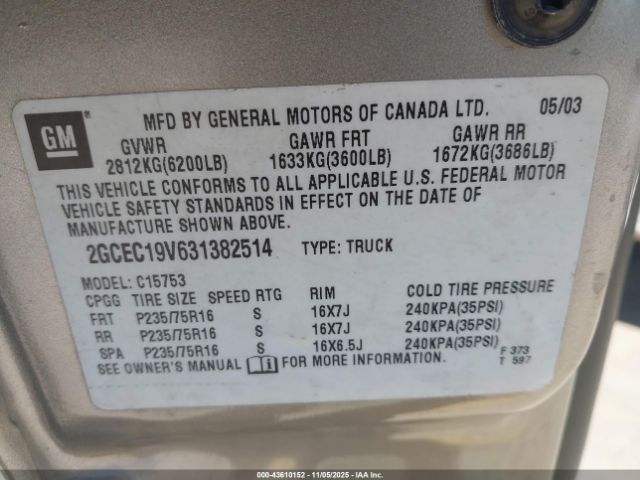 GM
MFD BY GENERAL MOTORS OF CANADA LTD. 05/03
GVWR GAWR FRT GAWR RR
2812KG(6200LB) 1633KG(3600LB) 1672KG(3686LB)
THIS VEHICLE CONFORMS TO ALL APPLICABLE U.S. FEDERAL MOTOR
VEHICLE SAFETY STANDARDS IN EFFECT ON THE DATE OF
MANUFACTURE SHOWN ABOVE.
2GCEC19V631382514 TYPE: TRUCK
MODEL: C15753
CPGG TIRE SIZE SPEED RTG RIM COLD TIRE PRESSURE
FRT P235/75R16 S 16X7J 240KPA(35PSI)
RR P235/75R16 S 16X7J 240KPA(35PSI)
SPA P235/75R16 S 16X6.5J 240KPA(35PSI)
SEE OWNER'S MANUAL FOR MORE INFORMATION.
F 373
T 597
© -- 43610152 -- 11/05/2025 -- IAAI.COM